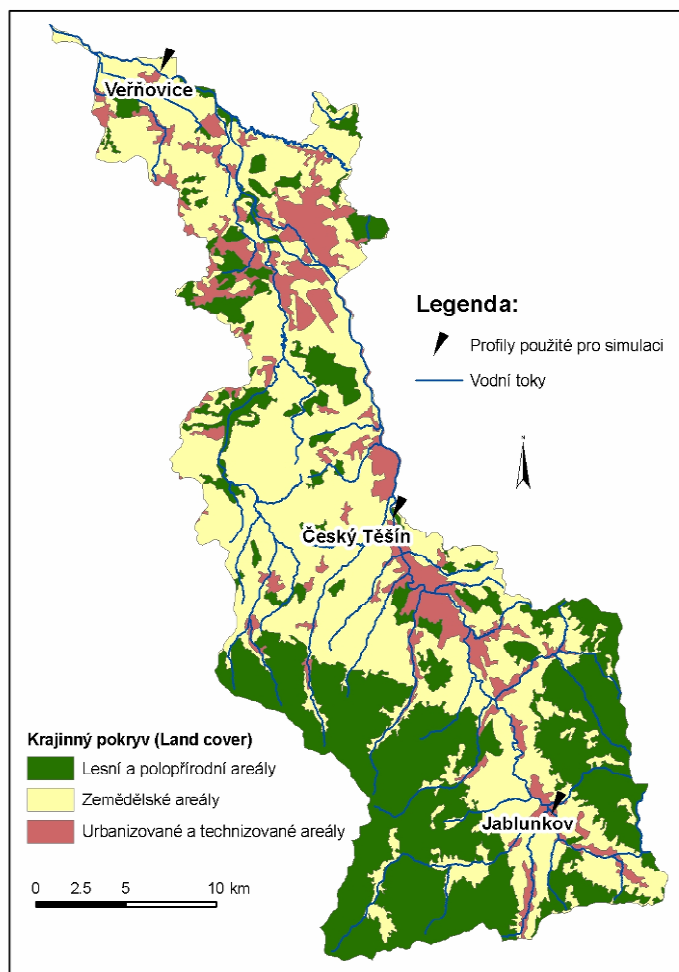 Veřňovice
Legenda:
Profily použité pro simulaci
Vodní toky
Český Těšín
Krajinný pokryv (Land cover)
Lesní a polopřírodní areály
Zemědělské areály
Urbanizované a technizované areály
Jablunkov
0 2.5 5 10 km